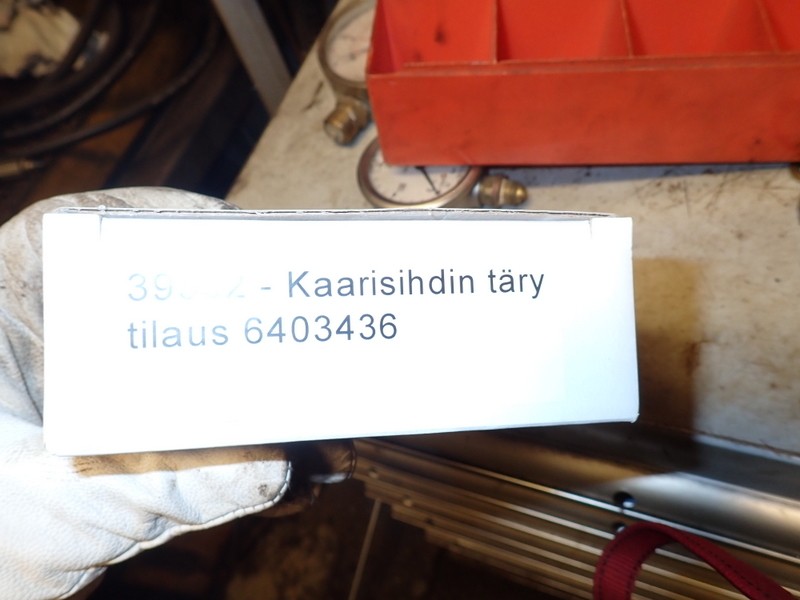 - Kaarisihdin täry
tilaus 6403436